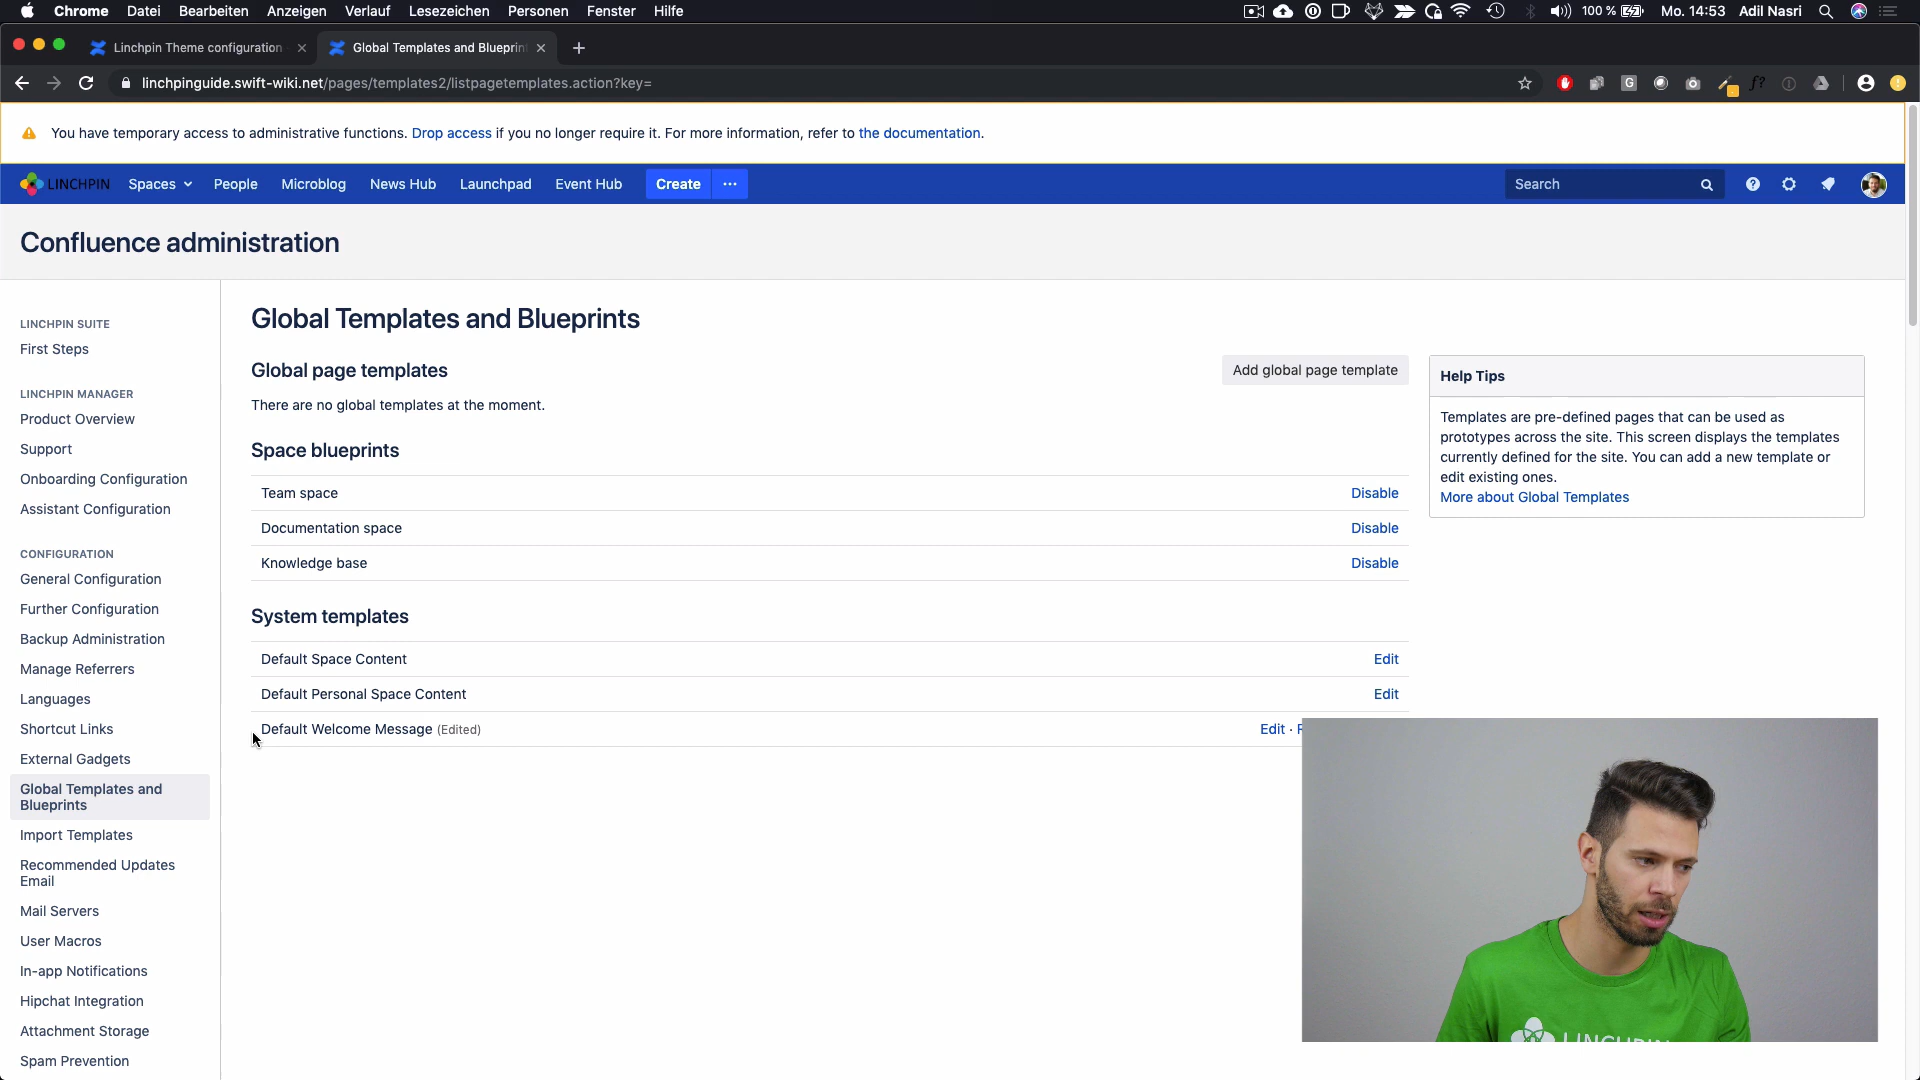 Chrome Datei Bearbeiten Anzeigen Verlauf Lesezeichen Personen Fenster Hilfe 100 % Mo. 14:53 Adil Nasri
Linchpin Theme configuration
Global Templates and Blueprin
linchpinguide.swift-wiki.net/pages/templates2/listpagetemplates.action?key=
You have temporary access to administrative functions. Drop access if you no longer require it. For more information, refer to the documentation.
LINCHPIN Spaces People Microblog News Hub Launchpad Event Hub Create Search
Confluence administration
LINCHPIN SUITE
First Steps
LINCHPIN MANAGER
Product Overview
Support
Onboarding Configuration
Assistant Configuration
CONFIGURATION
General Configuration
Further Configuration
Backup Administration
Manage Referrers
Languages
Shortcut Links
External Gadgets
Global Templates and
Blueprints
Import Templates
Recommended Updates
Email
Mail Servers
User Macros
In-app Notifications
Hipchat Integration
Attachment Storage
Spam Prevention
Global Templates and Blueprints
Global page templates
Add global page template
There are no global templates at the moment.
Space blueprints
Team space Disable
Documentation space Disable
Knowledge base Disable
System templates
Default Space Content Edit
Default Personal Space Content Edit
Default Welcome Message (Edited) Edit ·
Help Tips
Templates are pre-defined pages that can be used as
prototypes across the site. This screen displays the templates
currently defined for the site. You can add a new template or
edit existing ones.
More about Global Templates
LINCHPIN